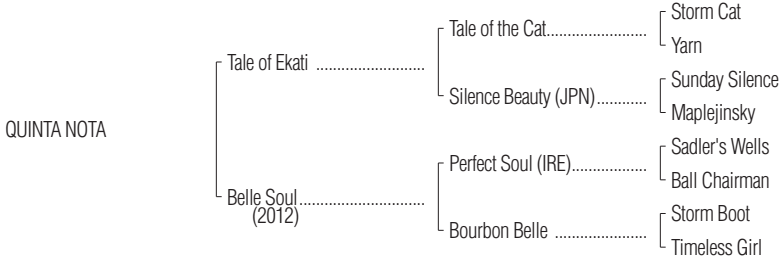 Storm Cat
Tale of the Cat......................
Yarn
Tale of Ekati ........................
Sunday Silence
Silence Beauty (JPN)............
Maplejinsky
QUINTA NOTA
Sadler's Wells
Perfect Soul (IRE)..................
Ball Chairman
Belle Soul............................
(2012)
Storm Boot
Bourbon Belle ......................
Timeless Girl